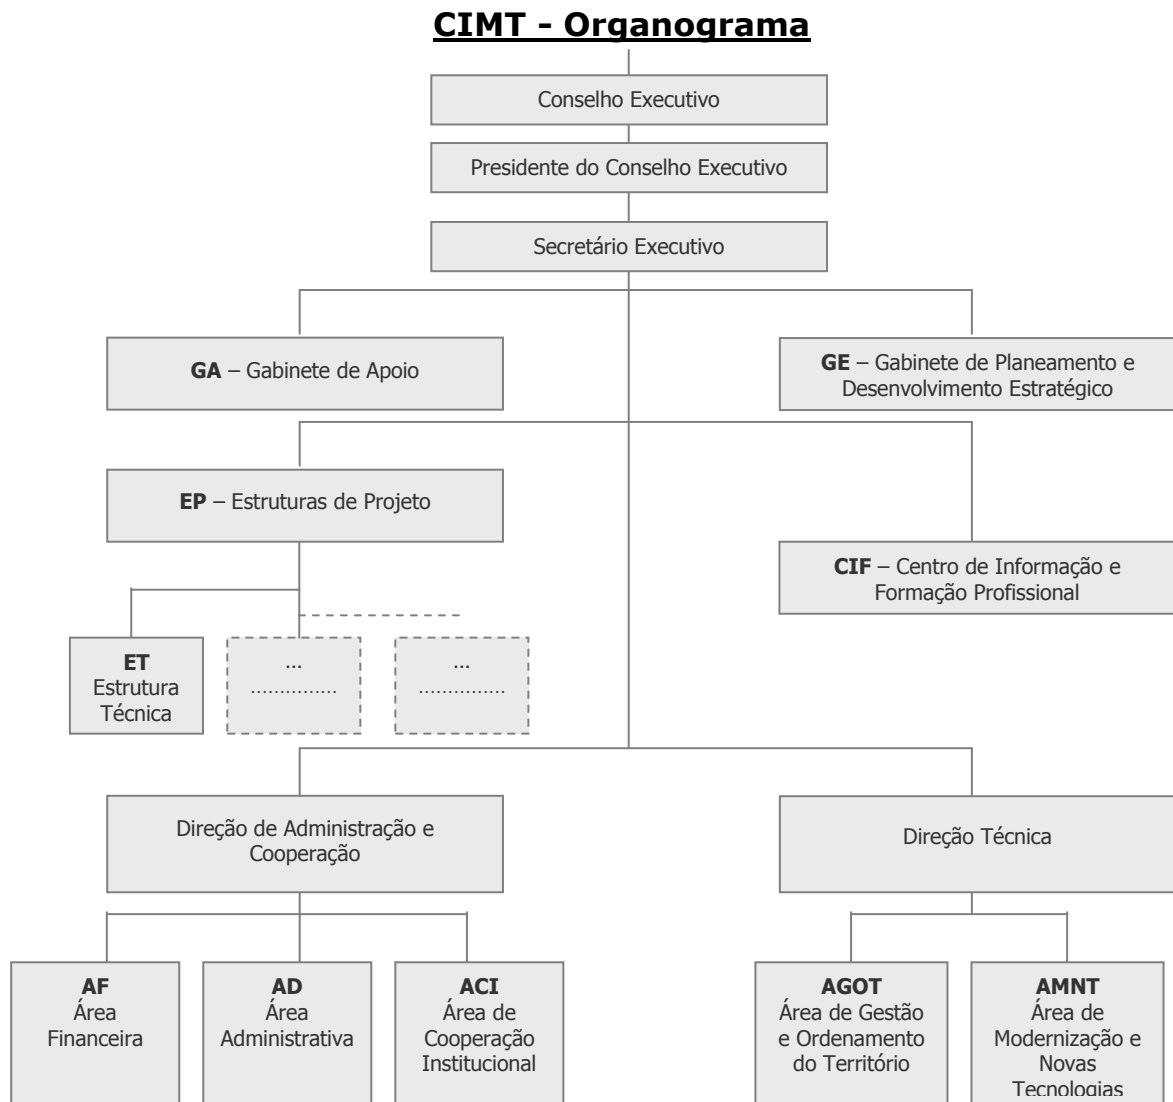 CIMT - Organograma
Conselho Executivo
Presidente do Conselho Executivo
Secretário Executivo
GA – Gabinete de Apoio
GE – Gabinete de Planeamento e
Desenvolvimento Estratégico
EP – Estruturas de Projeto
CIF – Centro de Informação e
Formação Profissional
ET
Estrutura
Técnica
...
...............
...
...............
Direção de Administração e
Cooperação
Direção Técnica
AF
Área
Financeira
AD
Área
Administrativa
ACI
Área de
Cooperação
Institucional
AGOT
Área de Gestão
e Ordenamento
do Território
AMNT
Área de
Modernização e
Novas
Tecnologias